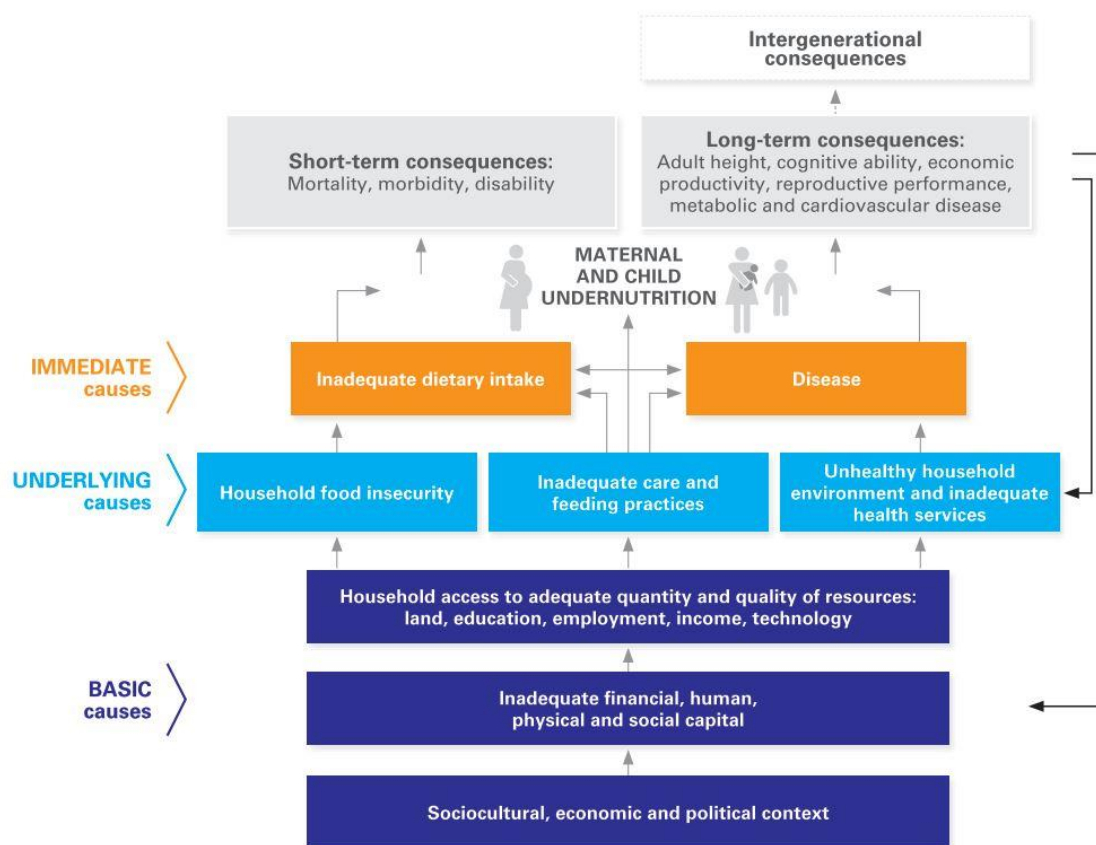 Intergenerational
consequences
Short-term consequences:
Mortality, morbidity, disability
Long-term consequences:
Adult height, cognitive ability, economic
productivity, reproductive performance,
metabolic and cardiovascular disease
MATERNAL
AND CHILD
UNDERNUTRITION
IMMEDIATE
causes
Inadequate dietary intake
Disease
UNDERLYING
causes
Household food insecurity
Inadequate care and
feeding practices
Unhealthy household
environment and inadequate
health services
Household access to adequate quantity and quality of resources:
land, education, employment, income, technology
BASIC
causes
Inadequate financial, human,
physical and social capital
Sociocultural, economic and political context